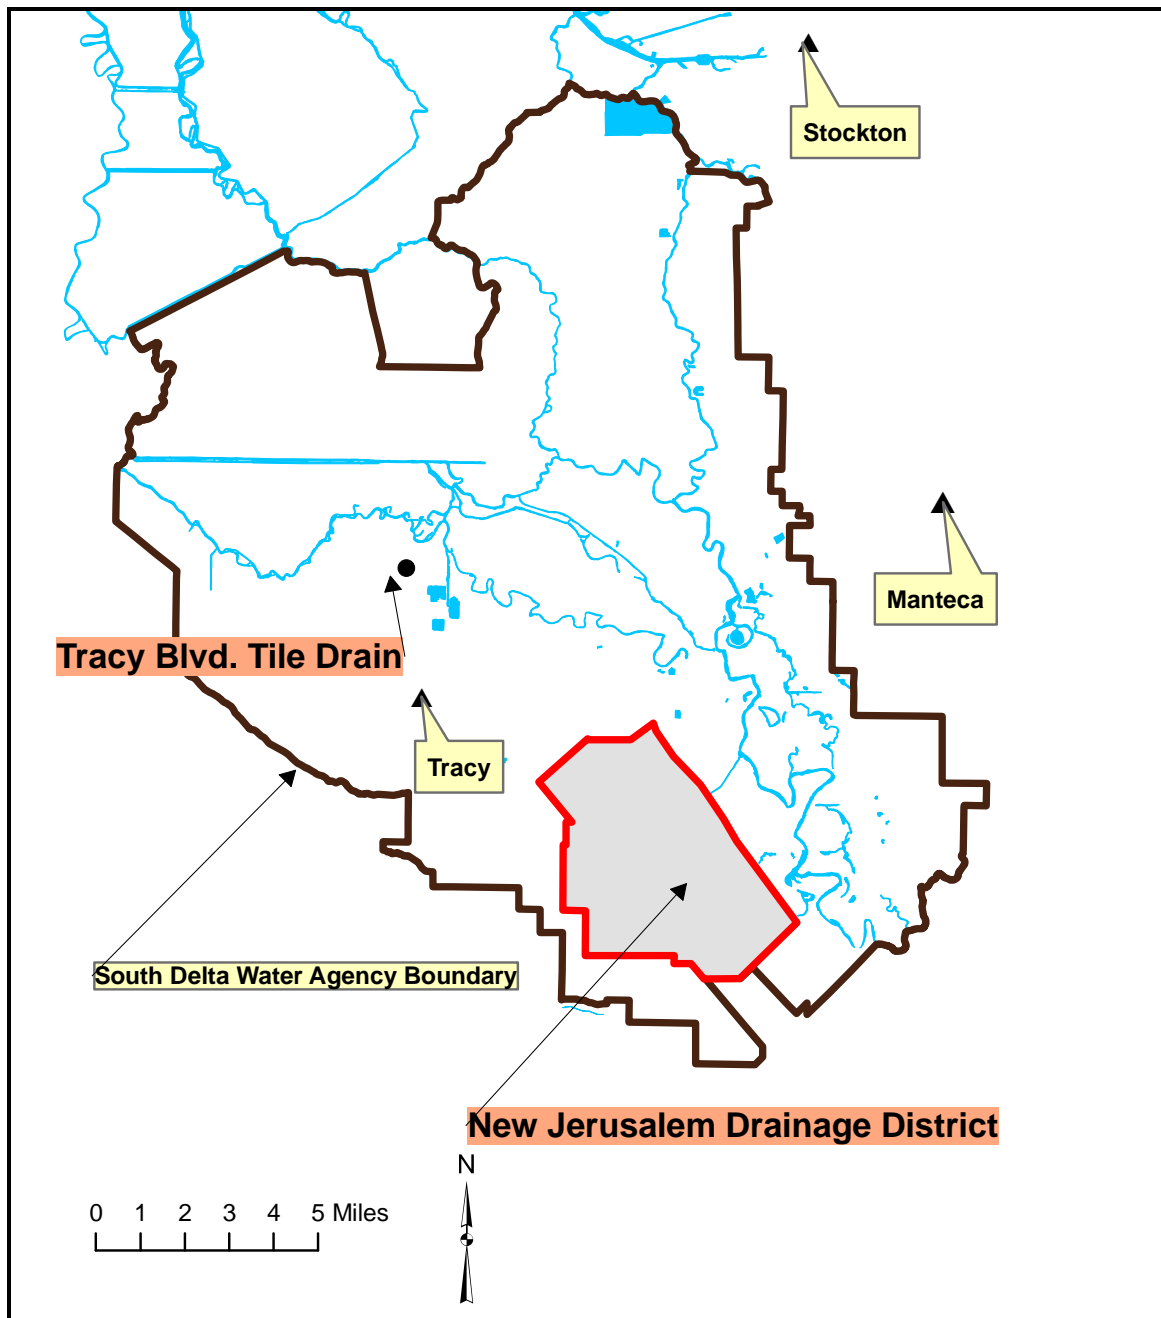 Stockton
Manteca
Tracy Blvd. Tile Drain
Tracy
South Delta Water Agency Boundary
New Jerusalem Drainage District
N
0 1 2 3 4 5 Miles